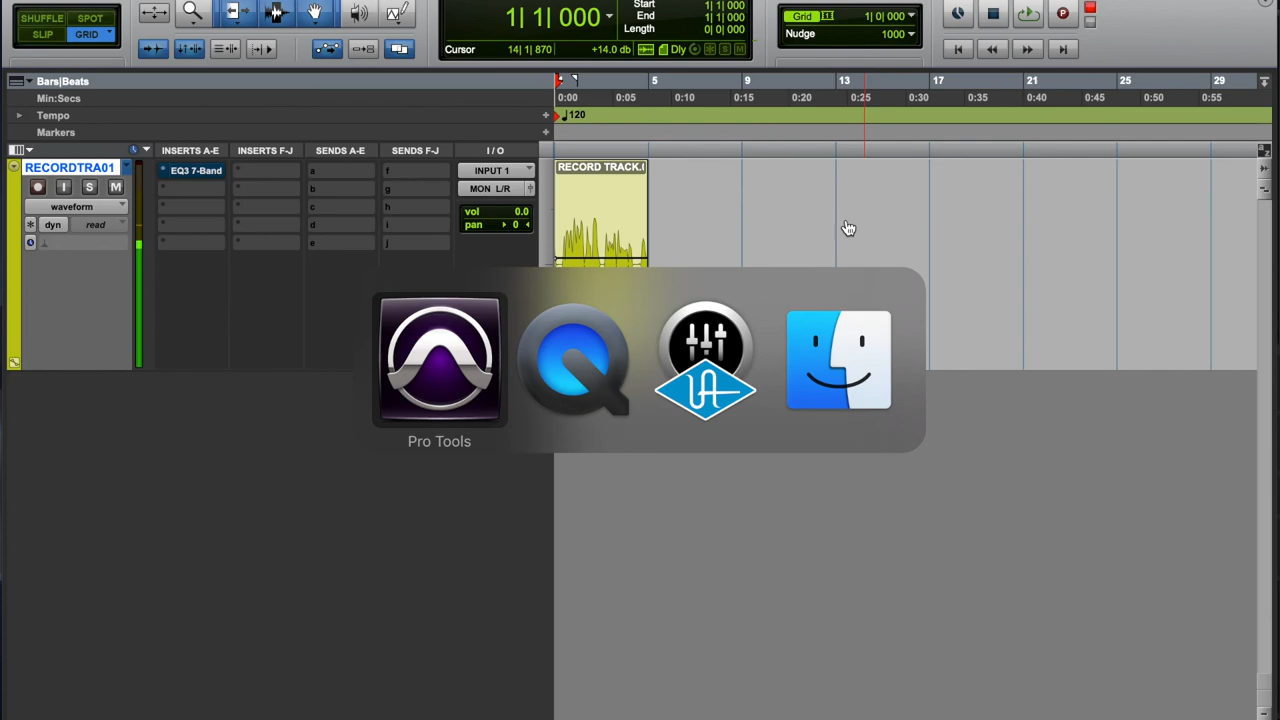 SHUFFLE SPOT
SLIP GRID
1| 1| 000
Start 1| 1| 000
End 1| 1| 000
Length 0| 0| 000
Cursor 14| 1| 870 +14.0 db Dly S M
Grid 1| 0| 000
Nudge 1000
P
Bars|Beats 5 9 13 17 21 25 29
Min:Secs 0:00 0:05 0:10 0:15 0:20 0:25 0:30 0:35 0:40 0:45 0:50 0:55
Tempo 120
Markers
INSERTS A-E INSERTS F-J SENDS A-E SENDS F-J I / O
RECORDTRA01 EQ3 7-Band a f INPUT 1 RECORD TRACK.
I S M b g MON L/R
waveform c h vol 0.0
dyn read d i pan 0
e j
Pro Tools